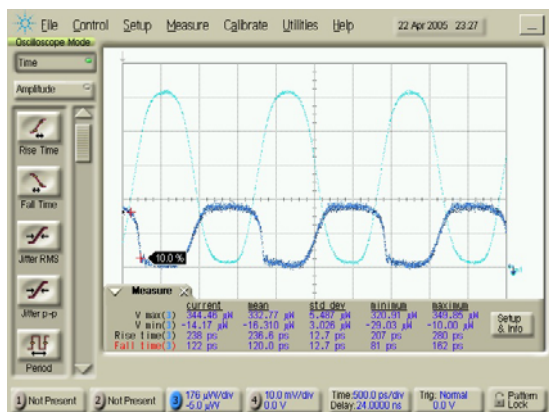 File Control Setup Measure Calibrate Utilities Help 22 Apr 2005 23:27
Oscilloscope Mode
Time
Amplitude
Rise Time
Fall Time
Jitter RMS
Jitter p-p
Period
10.0 %
Measure
current mean std dev minimum maximum
V max(3) 344.46 µW 332.77 µW 5.487 µW 320.91 µW 349.85 µW
V min(3) -14.17 µW -16.310 µW 3.026 µW -29.03 µW -10.00 µW
Rise time(3) 238 ps 236.6 ps 12.7 ps 207 ps 280 ps
Fall time(3) 122 ps 120.0 ps 12.7 ps 81 ps 162 ps
Setup
& Info
1) Not Present 2) Not Present 3) 176 µW/div 4) 10.0 mV/div Time:500.0 ps/div Trig: Normal Pattern
-5.0 µW 0.0 V Delay:24.0000 ns 0.0 V Lock